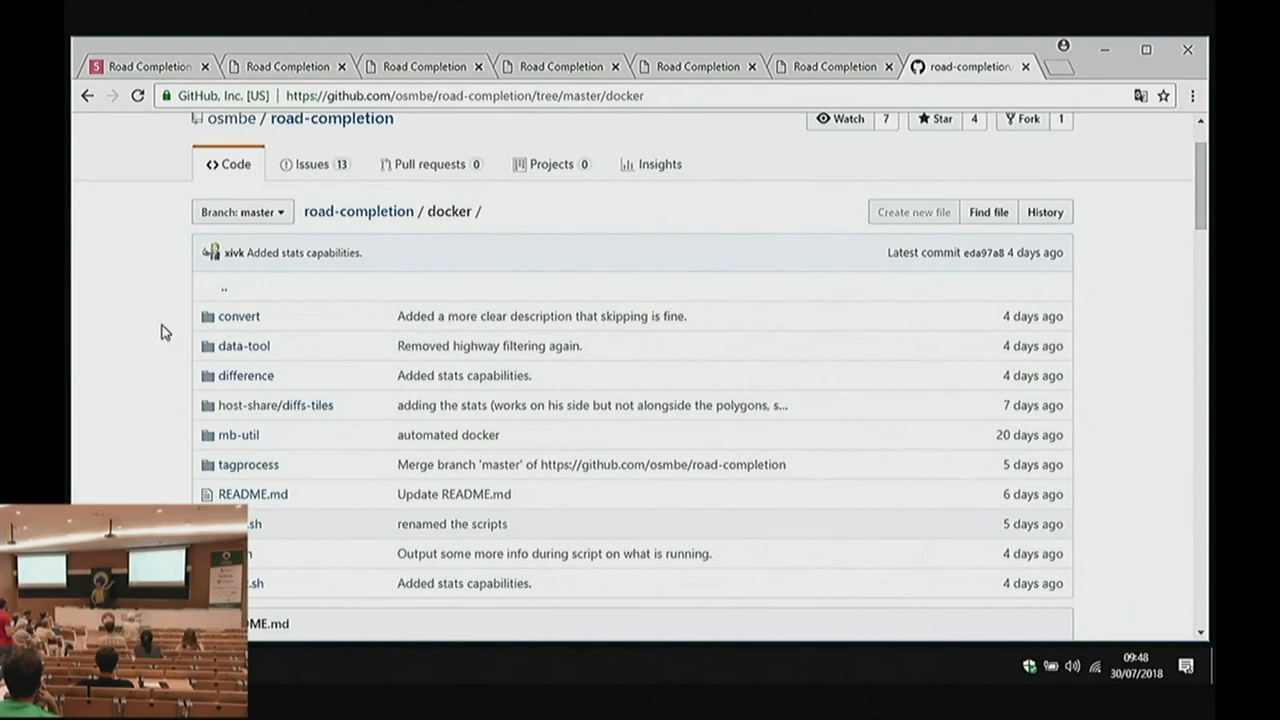 Road Completion
Road Completion
Road Completion
Road Completion
Road Completion
Road Completion
road-completion/
GitHub, Inc. [US] | https://github.com/osmbe/road-completion/tree/master/docker
osmbe / road-completion
Watch 7 Star 4 Fork 1
Code Issues 13 Pull requests 0 Projects 0 Insights
Branch: master road-completion / docker /
Create new file Find file History
xivk Added stats capabilities. Latest commit eda97a8 4 days ago
..
convert Added a more clear description that skipping is fine. 4 days ago
data-tool Removed highway filtering again. 4 days ago
difference Added stats capabilities. 4 days ago
host-share/diffs-tiles adding the stats (works on his side but not alongside the polygons, s... 7 days ago
mb-util automated docker 20 days ago
tagprocess Merge branch 'master' of https://github.com/osmbe/road-completion 5 days ago
README.md Update README.md 6 days ago
.sh renamed the scripts 5 days ago
Output some more info during script on what is running. 4 days ago
.sh Added stats capabilities. 4 days ago
ME.md
09:48
30/07/2018